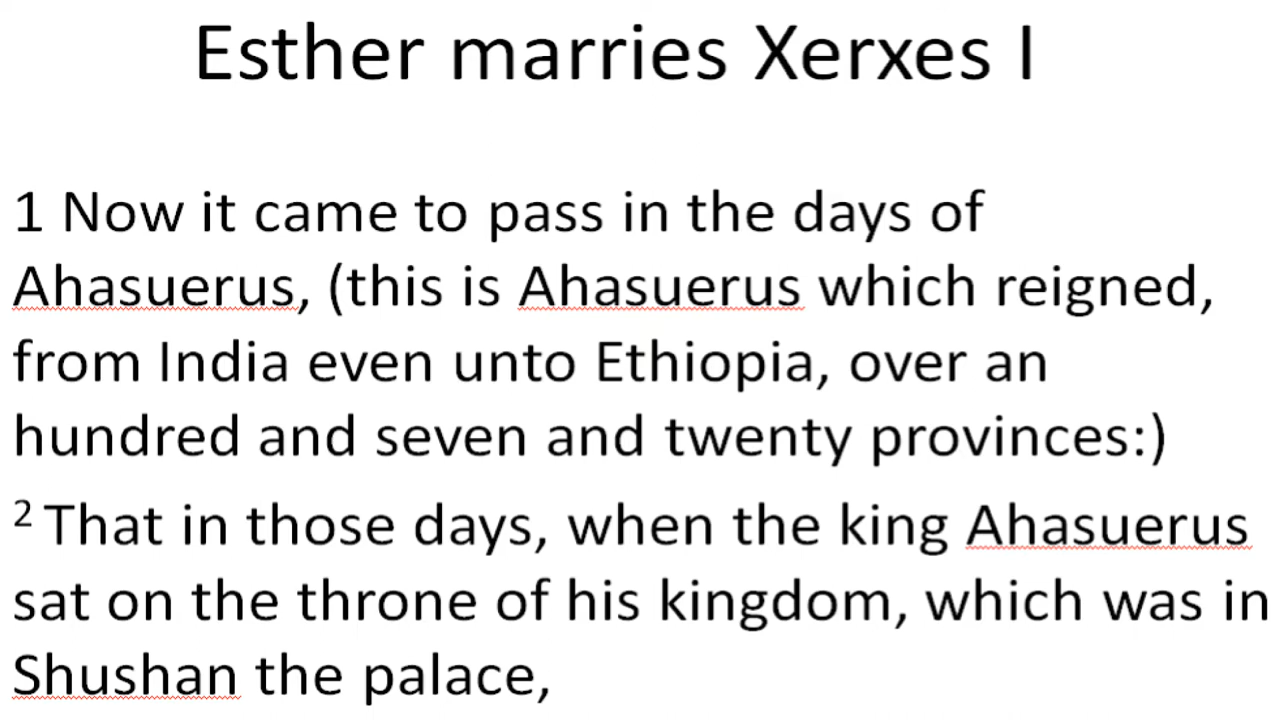 Esther marries Xerxes I
1 Now it came to pass in the days of
Ahasuerus, (this is Ahasuerus which reigned,
from India even unto Ethiopia, over an
hundred and seven and twenty provinces:)
² That in those days, when the king Ahasuerus
sat on the throne of his kingdom, which was in
Shushan the palace,